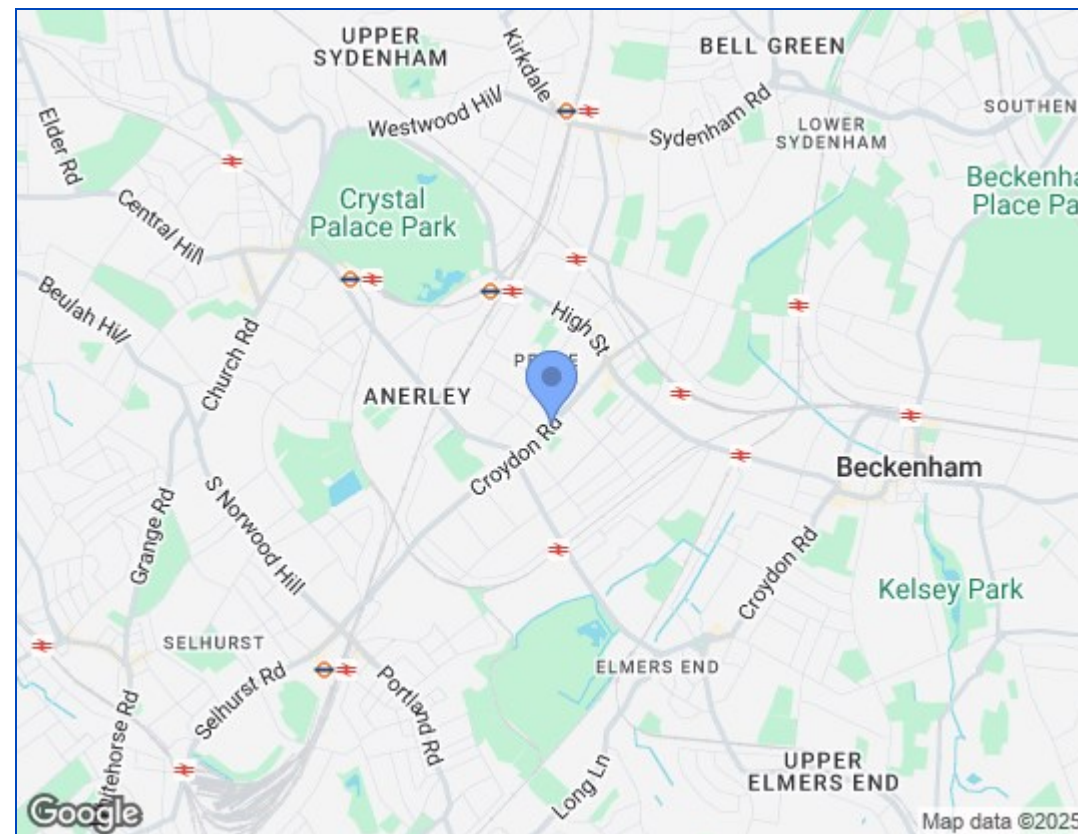 UPPER
SYDENHAM
Kirkdale
BELL GREEN
Westwood Hill
Sydenham Rd
SOUTHEN
LOWER
SYDENHAM
Elder Rd
Crystal
Palace Park
Beckenha
Place Pa
Central Hill
Beulah Hill
High St
Church Rd
ANERLEY
Croydon Rd
Beckenham
S Norwood Hill
Grange Rd
Croydon Rd
Kelsey Park
SELHURST
ELMERS END
Selhurst Rd
Portland Rd
hitehorse Rd
Long Ln
UPPER
ELMERS END
Google
Map data ©2025